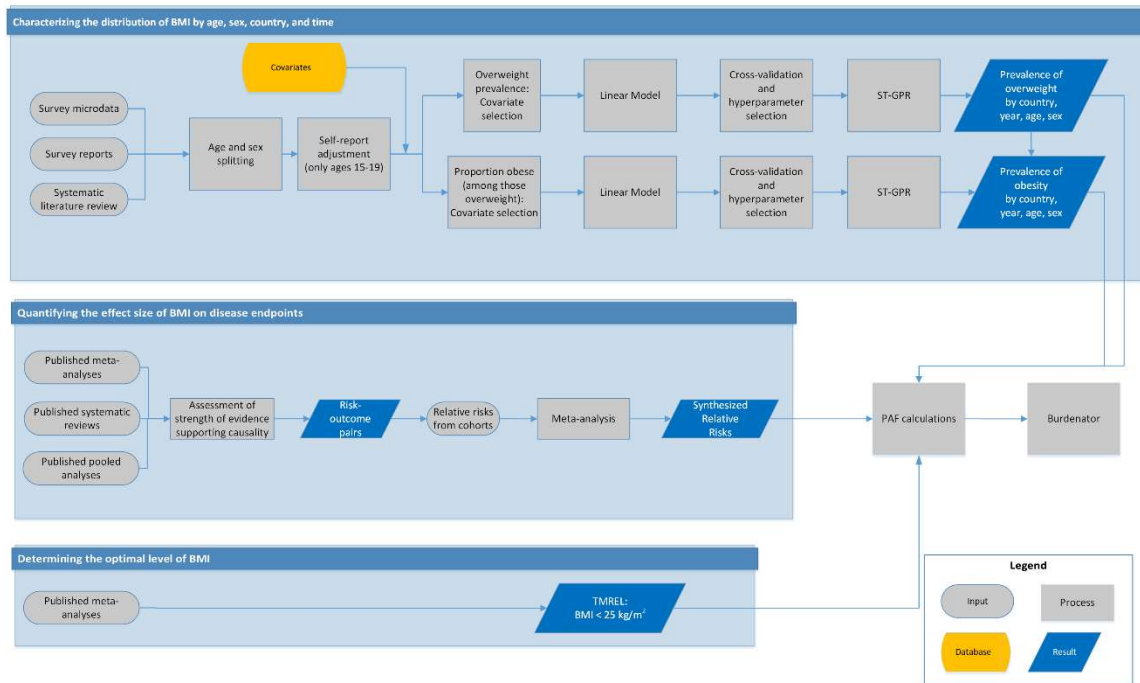 Characterizing the distribution of BMI by age, sex, country, and time
Covariates
Survey microdata
Survey reports
Systematic
literature review
Age and sex
splitting
Self-report
adjustment
(only ages 15-19)
Overweight
prevalence:
Covariate
selection
Linear Model
Cross-validation
and
hyperparameter
selection
ST-GPR
Prevalence of
overweight
by country,
year, age, sex
Proportion obese
(among those
overweight):
Covariate selection
Linear Model
Cross-validation
and
hyperparameter
selection
ST-GPR
Prevalence of
obesity
by country,
year, age, sex
Quantifying the effect size of BMI on disease endpoints
Published meta-
analyses
Published systematic
reviews
Published pooled
analyses
Assessment of
strength of evidence
supporting causality
Risk-
outcome
pairs
Relative risks
from cohorts
Meta-analysis
Synthesized
Relative
Risks
PAF calculations
Burdenator
Determining the optimal level of BMI
Published meta-
analyses
TMREL:
BMI < 25 kg/m²
Legend
Input
Process
Database
Result